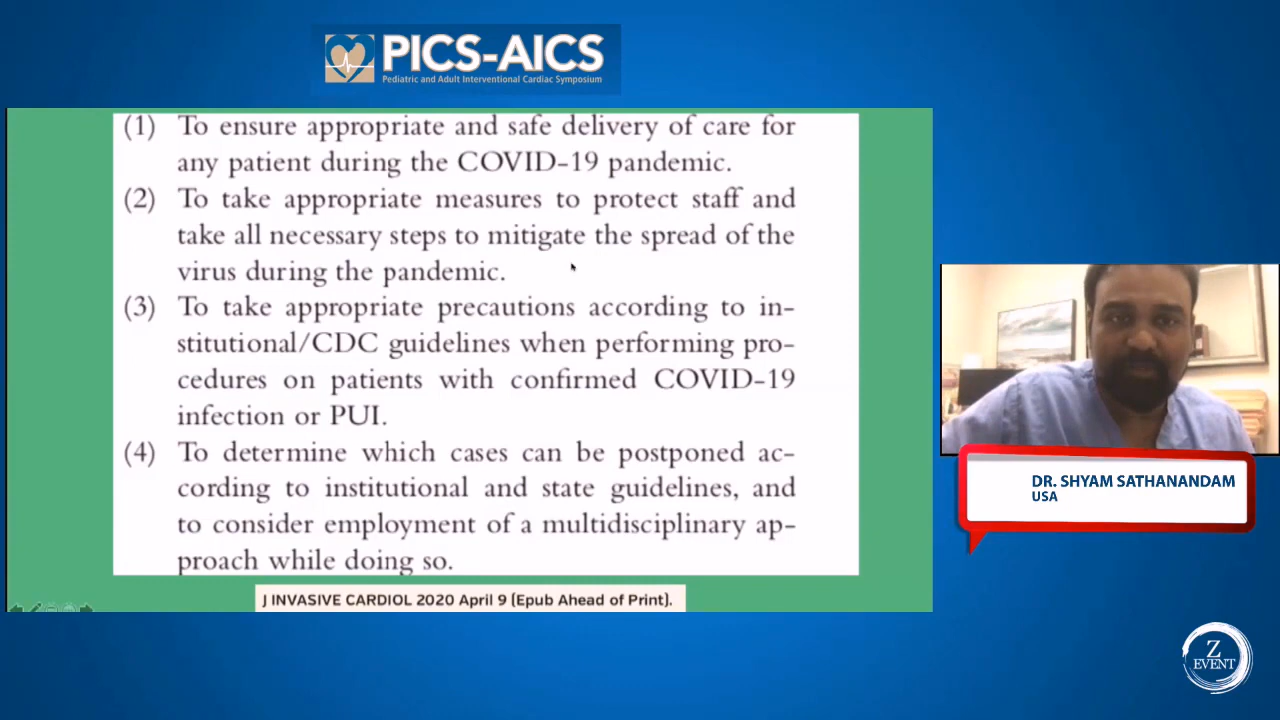 PICS-AICS
Pediatric and Adult Interventional Cardiac Symposium
(1) To ensure appropriate and safe delivery of care for
any patient during the COVID-19 pandemic.
(2) To take appropriate measures to protect staff and
take all necessary steps to mitigate the spread of the
virus during the pandemic.
(3) To take appropriate precautions according to in-
stitutional/CDC guidelines when performing pro-
cedures on patients with confirmed COVID-19
infection or PUI.
(4) To determine which cases can be postponed ac-
cording to institutional and state guidelines, and
to consider employment of a multidisciplinary ap-
proach while doing so.
J INVASIVE CARDIOL 2020 April 9 (Epub Ahead of Print).
DR. SHYAM SATHANANDAM
USA
Z
EVENT